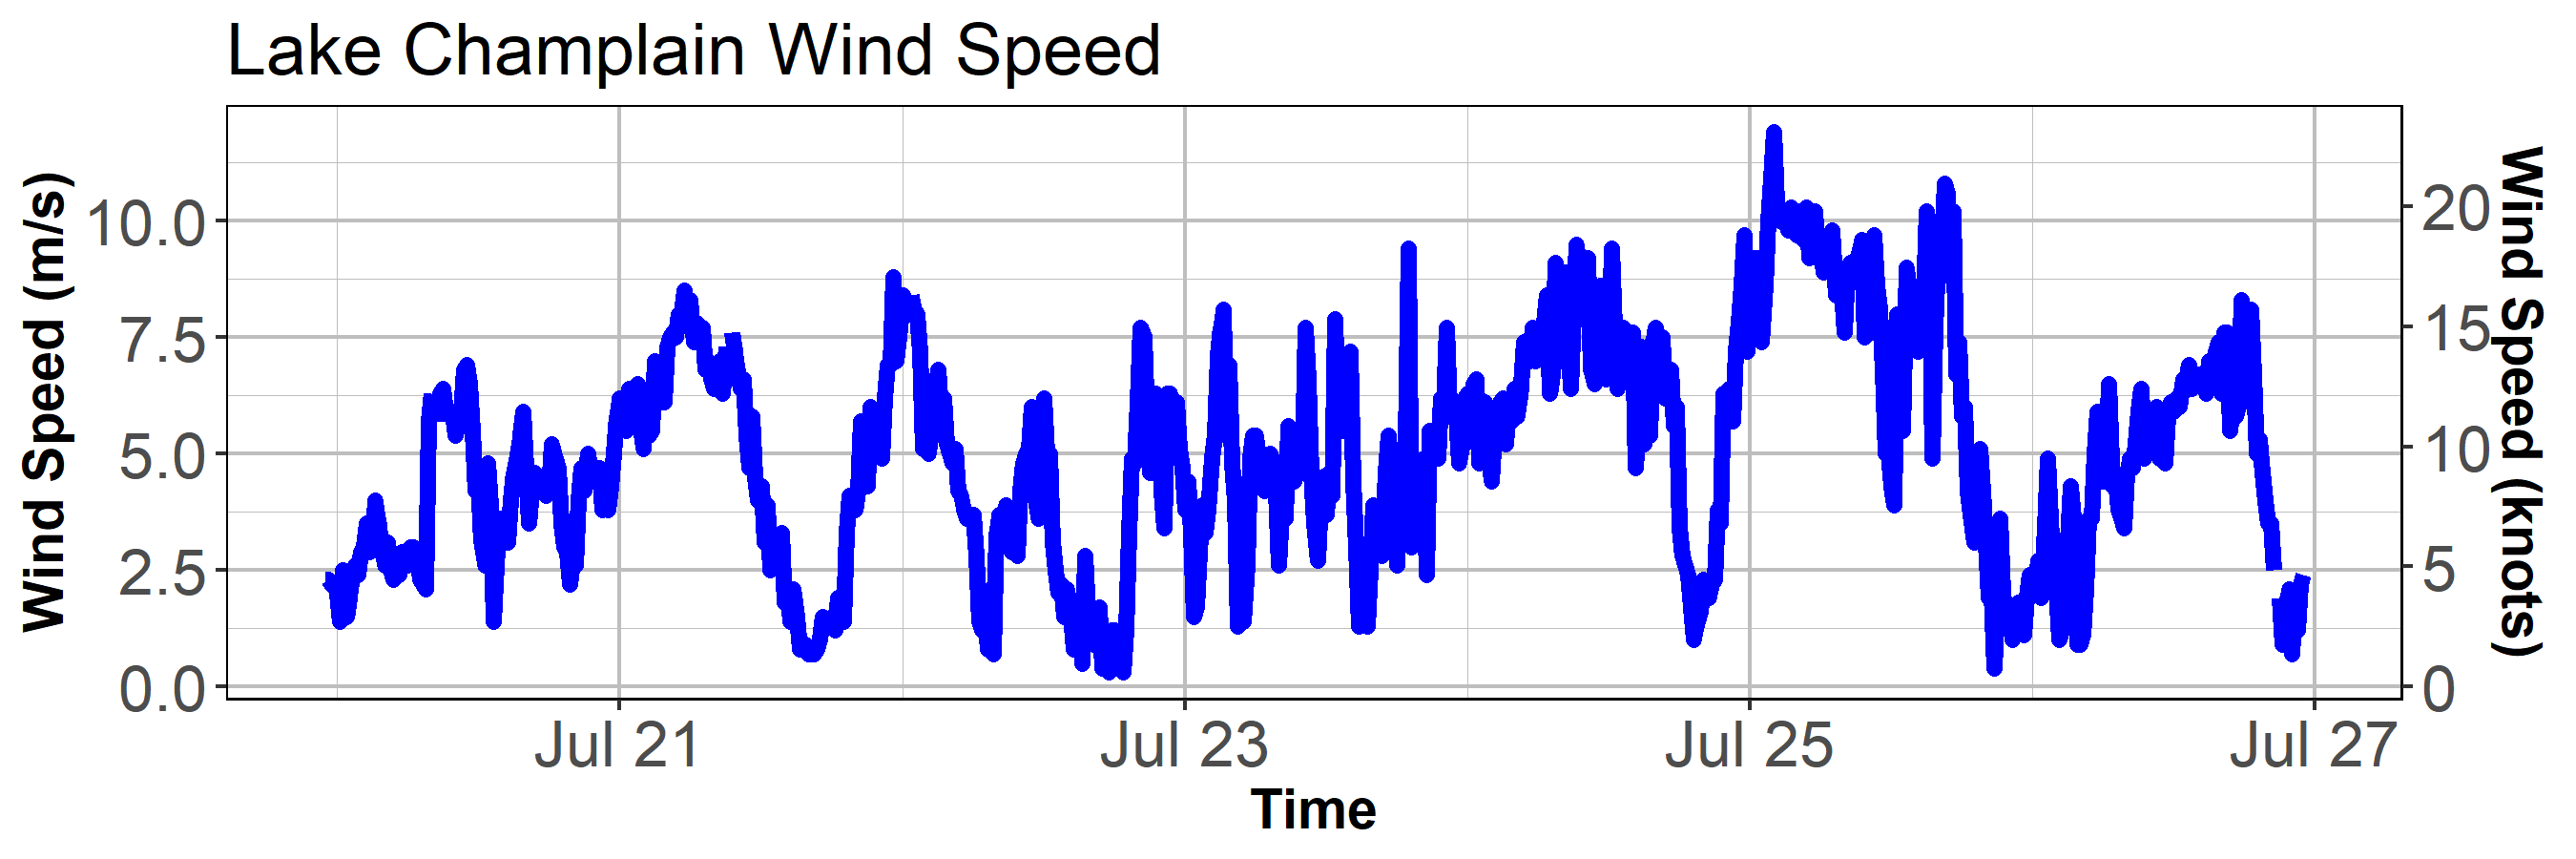 Lake Champlain Wind Speed
Wind Speed (m/s)
10.0
7.5
5.0
2.5
0.0
20
15
10
5
0
Wind Speed (knots)
Jul 21
Jul 23
Jul 25
Jul 27
Time